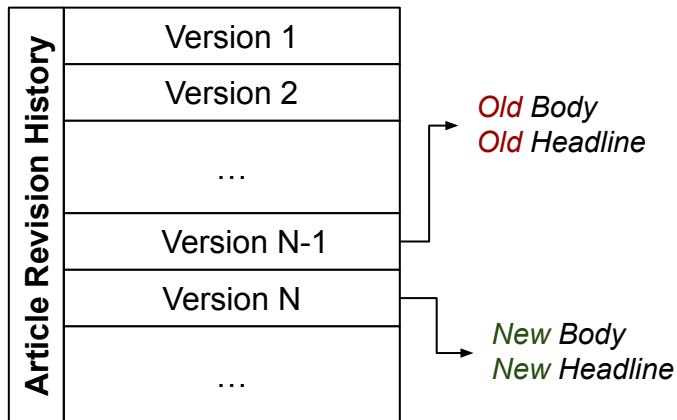 Article Revision History
Version 1
Version 2
...
Version N-1
Version N
...
Old Body
Old Headline
New Body
New Headline